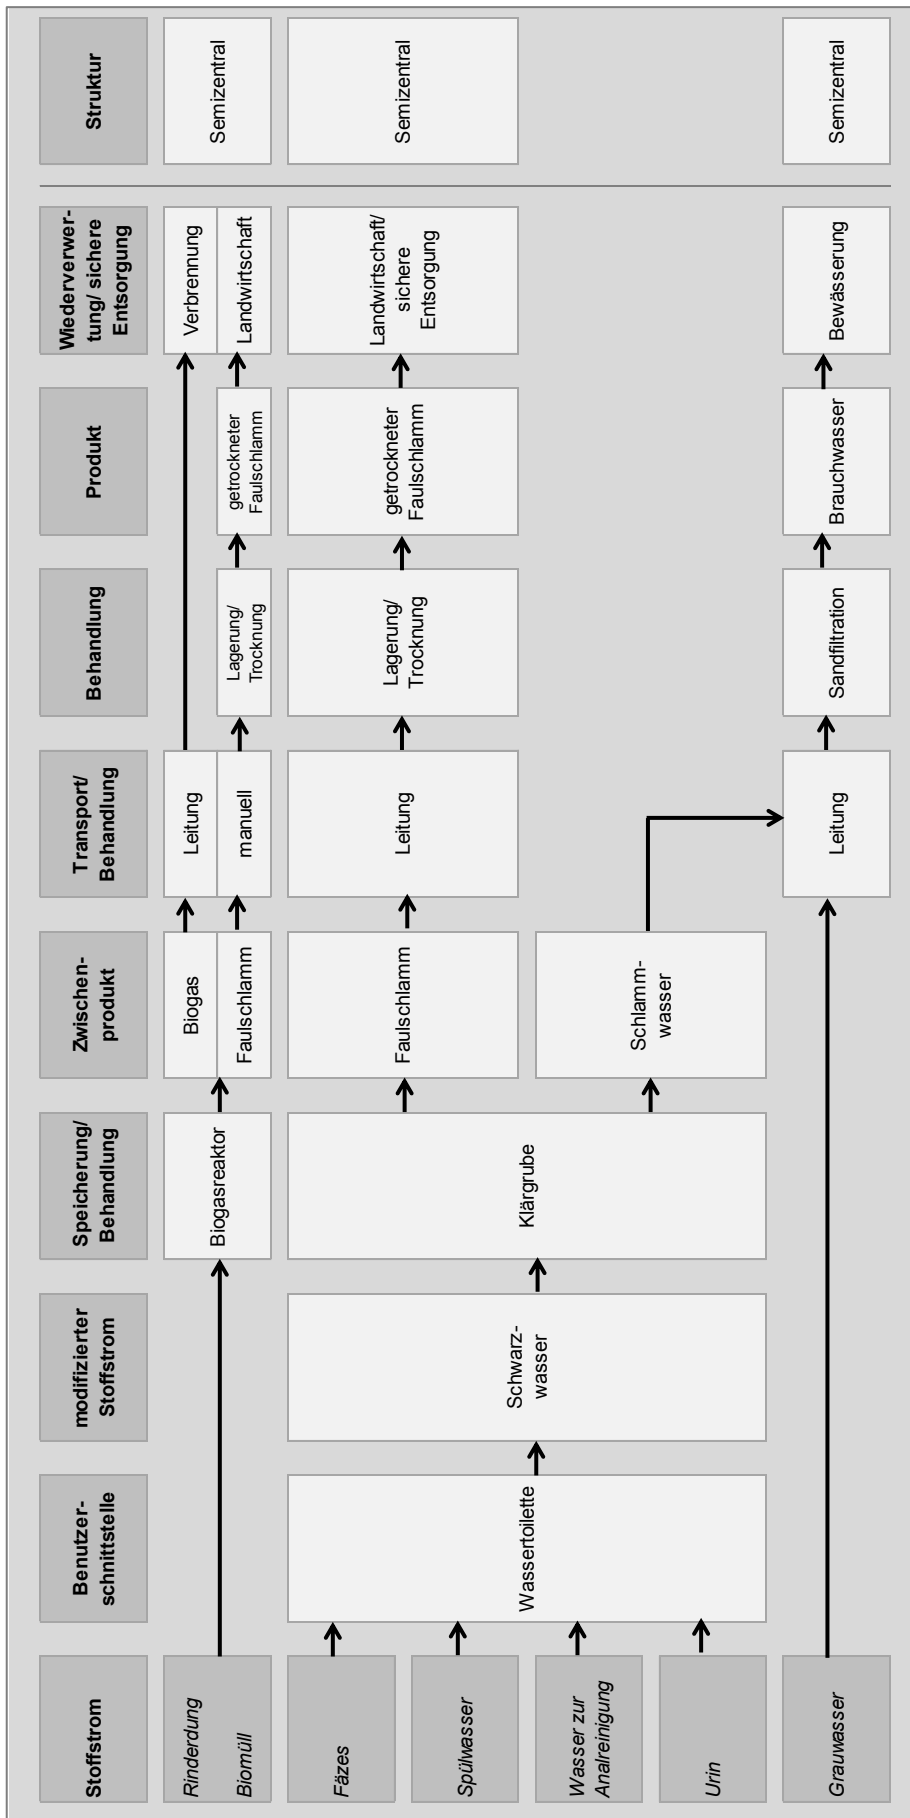 Stoffstrom
Benutzer-
schnittstelle
modifizierter
Stoffstrom
Speicherung/
Behandlung
Zwischen-
produkt
Transport/
Behandlung
Behandlung
Produkt
Wiederverwer-
tung/ sichere
Entsorgung
Struktur
Rinderdung
Biomüll
Biogasreaktor
Biogas
Faulschlamm
Leitung
manuell
Lagerung/
Trocknung
getrockneter
Faulschlamm
Verbrennung
Landwirtschaft
Semizentral
Fäzes
Spülwasser
Wasser zur
Analreinigung
Urin
Wassertoilette
Schwarz-
wasser
Klärgrube
Faulschlamm
Leitung
Lagerung/
Trocknung
getrockneter
Faulschlamm
Landwirtschaft/
sichere
Entsorgung
Semizentral
Schlamm-
wasser
Grauwasser
Leitung
Sandfiltration
Brauchwasser
Bewässerung
Semizentral